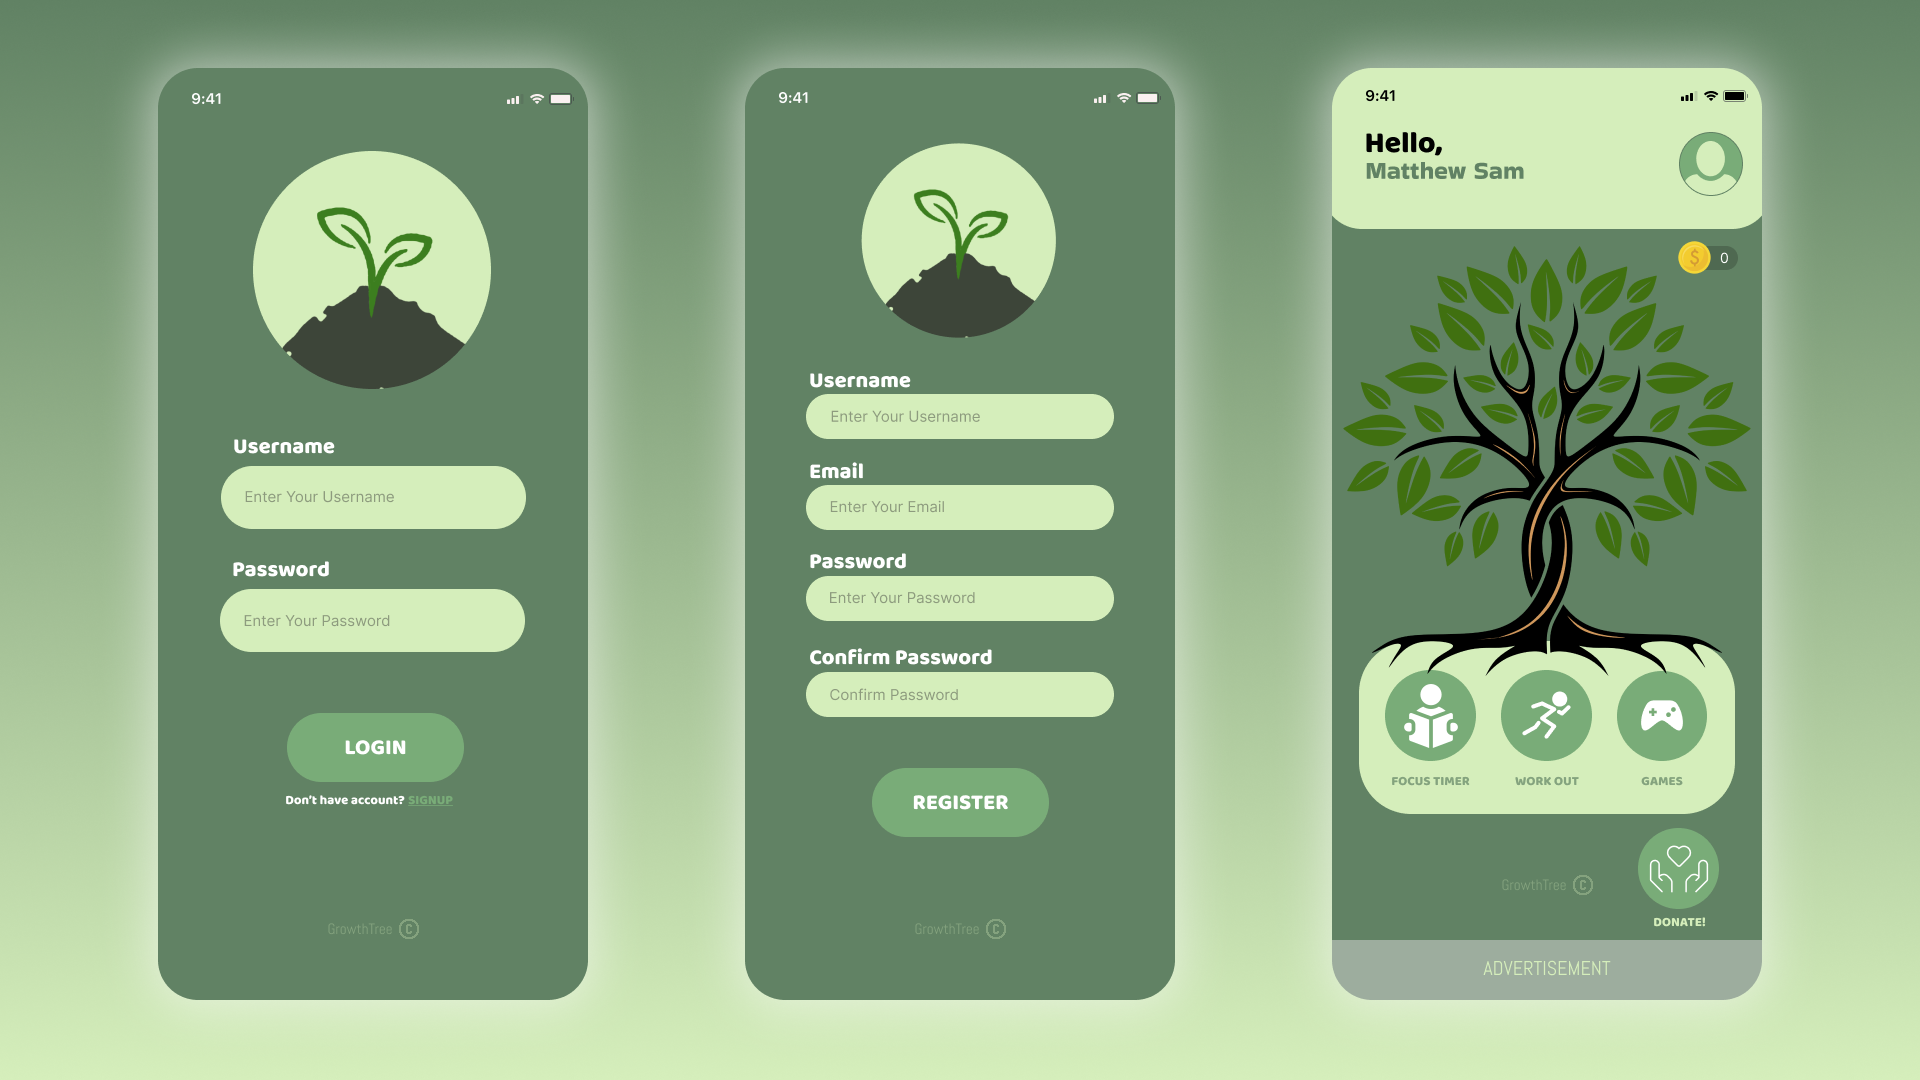 9:41
Username
Enter Your Username
Password
Enter Your Password
LOGIN
Don't have account? SIGNUP
GrowthTree C
9:41
Username
Enter Your Username
Email
Enter Your Email
Password
Enter Your Password
Confirm Password
Confirm Password
REGISTER
GrowthTree C
9:41
Hello,
Matthew Sam
$ 0
FOCUS TIMER
WORK OUT
GAMES
GrowthTree C
DONATE!
ADVERTISEMENT